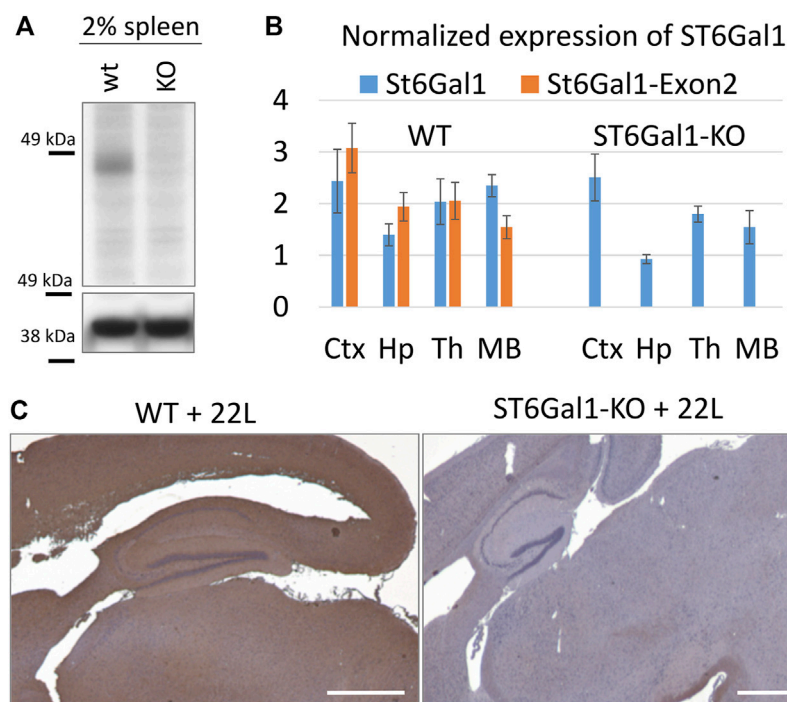 A
2% spleen
wt
KO
49 kDa
49 kDa
38 kDa
B
Normalized expression of ST6Gal1
St6Gal1
St6Gal1-Exon2
4
3
2
1
0
WT
ST6Gal1-KO
Ctx Hp Th MB
Ctx Hp Th MB
C
WT + 22L
ST6Gal1-KO + 22L